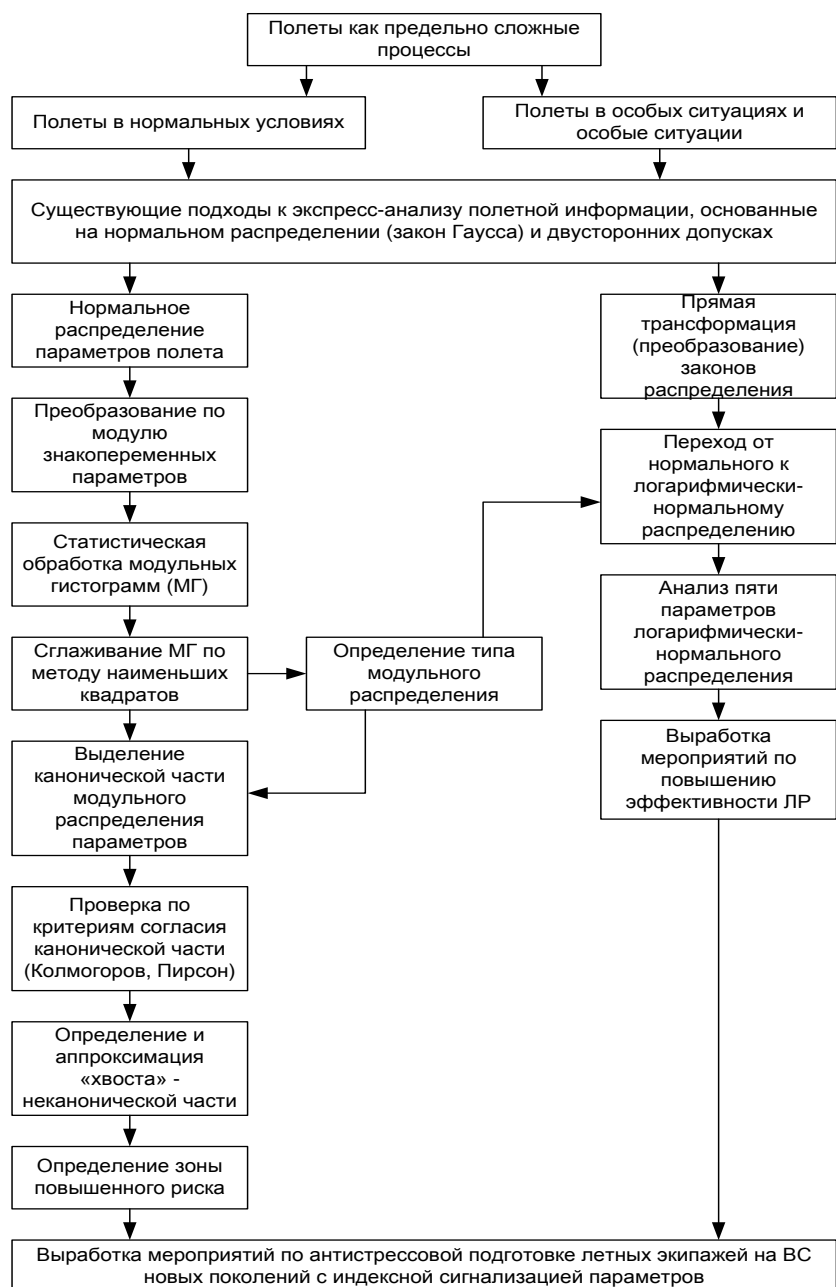 Полеты как предельно сложные
процессы
Полеты в нормальных условиях
Полеты в особых ситуациях и
особые ситуации
Существующие подходы к экспресс-анализу полетной информации, основанные
на нормальном распределении (закон Гаусса) и двусторонних допусках
Нормальное
распределение
параметров полета
Преобразование по
модулю
знакопеременных
параметров
Статистическая
обработка модульных
гистограмм (МГ)
Сглаживание МГ по
методу наименьших
квадратов
Определение типа
модульного
распределения
Выделение
канонической части
модульного
распределения
параметров
Проверка по
критериям согласия
канонической части
(Колмогоров, Пирсон)
Определение и
аппроксимация
«хвоста» -
неканонической части
Определение зоны
повышенного риска
Прямая
трансформация
(преобразование)
законов
распределения
Переход от
нормального к
логарифмически-
нормальному
распределению
Анализ пяти
параметров
логарифмически-
нормального
распределения
Выработка
мероприятий по
повышению
эффективности ЛР
Выработка мероприятий по антистрессовой подготовке летных экипажей на ВС
новых поколений с индексной сигнализацией параметров